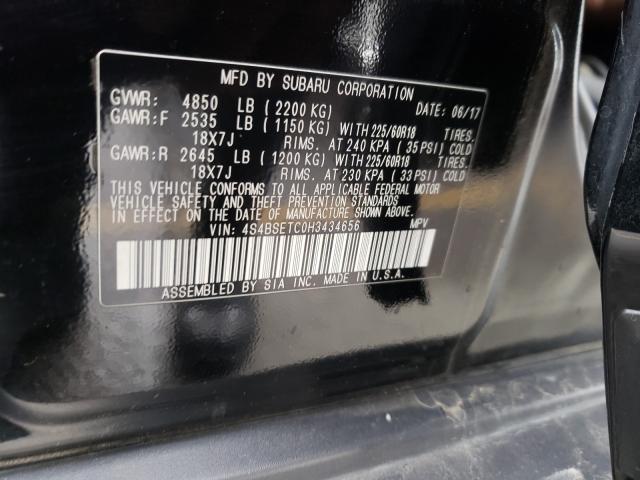 MFD BY SUBARU CORPORATION
GVWR: 4850 LB (2200 KG) DATE: 06/17
GAWR:F 2535 LB (1150 KG) WITH 225/60R18 TIRES.
18X7J RIMS. AT 240 KPA (35 PSI) COLD
GAWR:R 2645 LB (1200 KG) WITH 225/60R18 TIRES.
18X7J RIMS. AT 230 KPA (33 PSI) COLD
THIS VEHICLE CONFORMS TO ALL APPLICABLE FEDERAL MOTOR
VEHICLE SAFETY AND THEFT PREVENTION STANDARDS
IN EFFECT ON THE DATE OF MANUFACTURE SHOWN ABOVE.
VIN: 4S4BSETC0H3434656 MPV
ASSEMBLED BY SIA INC. MADE IN U.S.A.